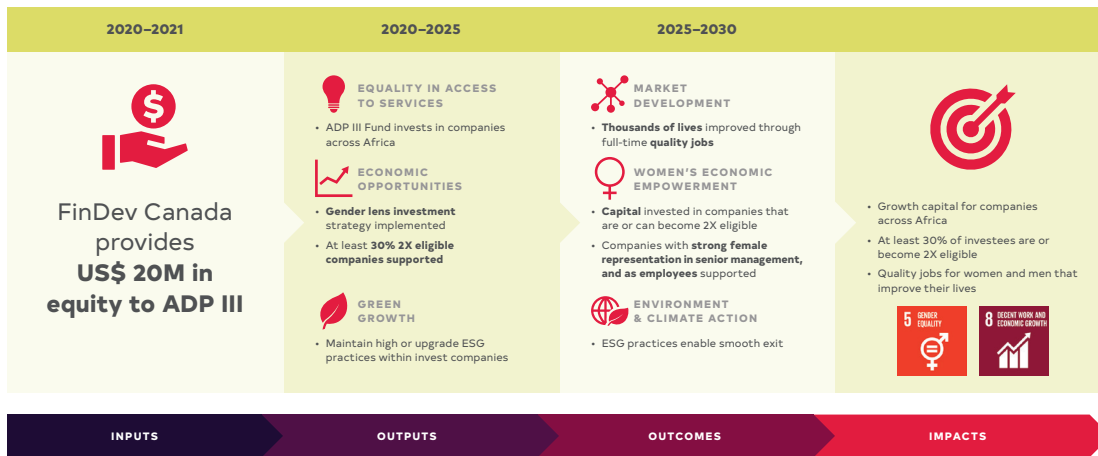 2020–2021
2020–2025
2025–2030
$
FinDev Canada
provides
US$ 20M in
equity to ADP III
EQUALITY IN ACCESS
TO SERVICES
• ADP III Fund invests in companies
across Africa
ECONOMIC
OPPORTUNITIES
• Gender lens investment
strategy implemented
• At least 30% 2X eligible
companies supported
GREEN
GROWTH
• Maintain high or upgrade ESG
practices within invest companies
MARKET
DEVELOPMENT
• Thousands of lives improved through
full-time quality jobs
WOMEN'S ECONOMIC
EMPOWERMENT
• Capital invested in companies that
are or can become 2X eligible
• Companies with strong female
representation in senior management,
and as employees supported
ENVIRONMENT
& CLIMATE ACTION
• ESG practices enable smooth exit
• Growth capital for companies
across Africa
• At least 30% of investees are or
become 2X eligible
• Quality jobs for women and men that
improve their lives
5 GENDER
EQUALITY
8 DECENT WORK AND
ECONOMIC GROWTH
INPUTS
OUTPUTS
OUTCOMES
IMPACTS